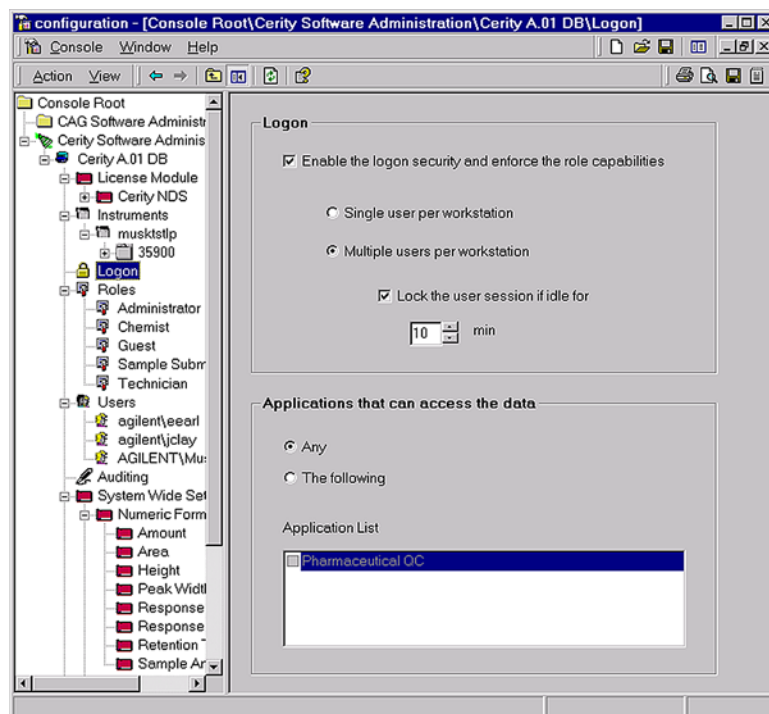 configuration - [Console Root\Cerity Software Administration\Cerity A.01 DB\Logon]
Console Window Help
Action View
Console Root
CAG Software Administr
Cerity Software Adminis
Cerity A.01 DB
License Module
Cerity NDS
Instruments
musktstlp
35900
Logon
Roles
Administrator
Chemist
Guest
Sample Subm
Technician
Users
agilent\eearl
agilent\jclay
AGILENT\Mu
Auditing
System Wide Set
Numeric Form
Amount
Area
Height
Peak Widt
Response
Response
Retention
Sample Ar
Logon
Enable the logon security and enforce the role capabilities
Single user per workstation
Multiple users per workstation
Lock the user session if idle for
10 min
Applications that can access the data
Any
The following
Application List
Pharmaceutical QC